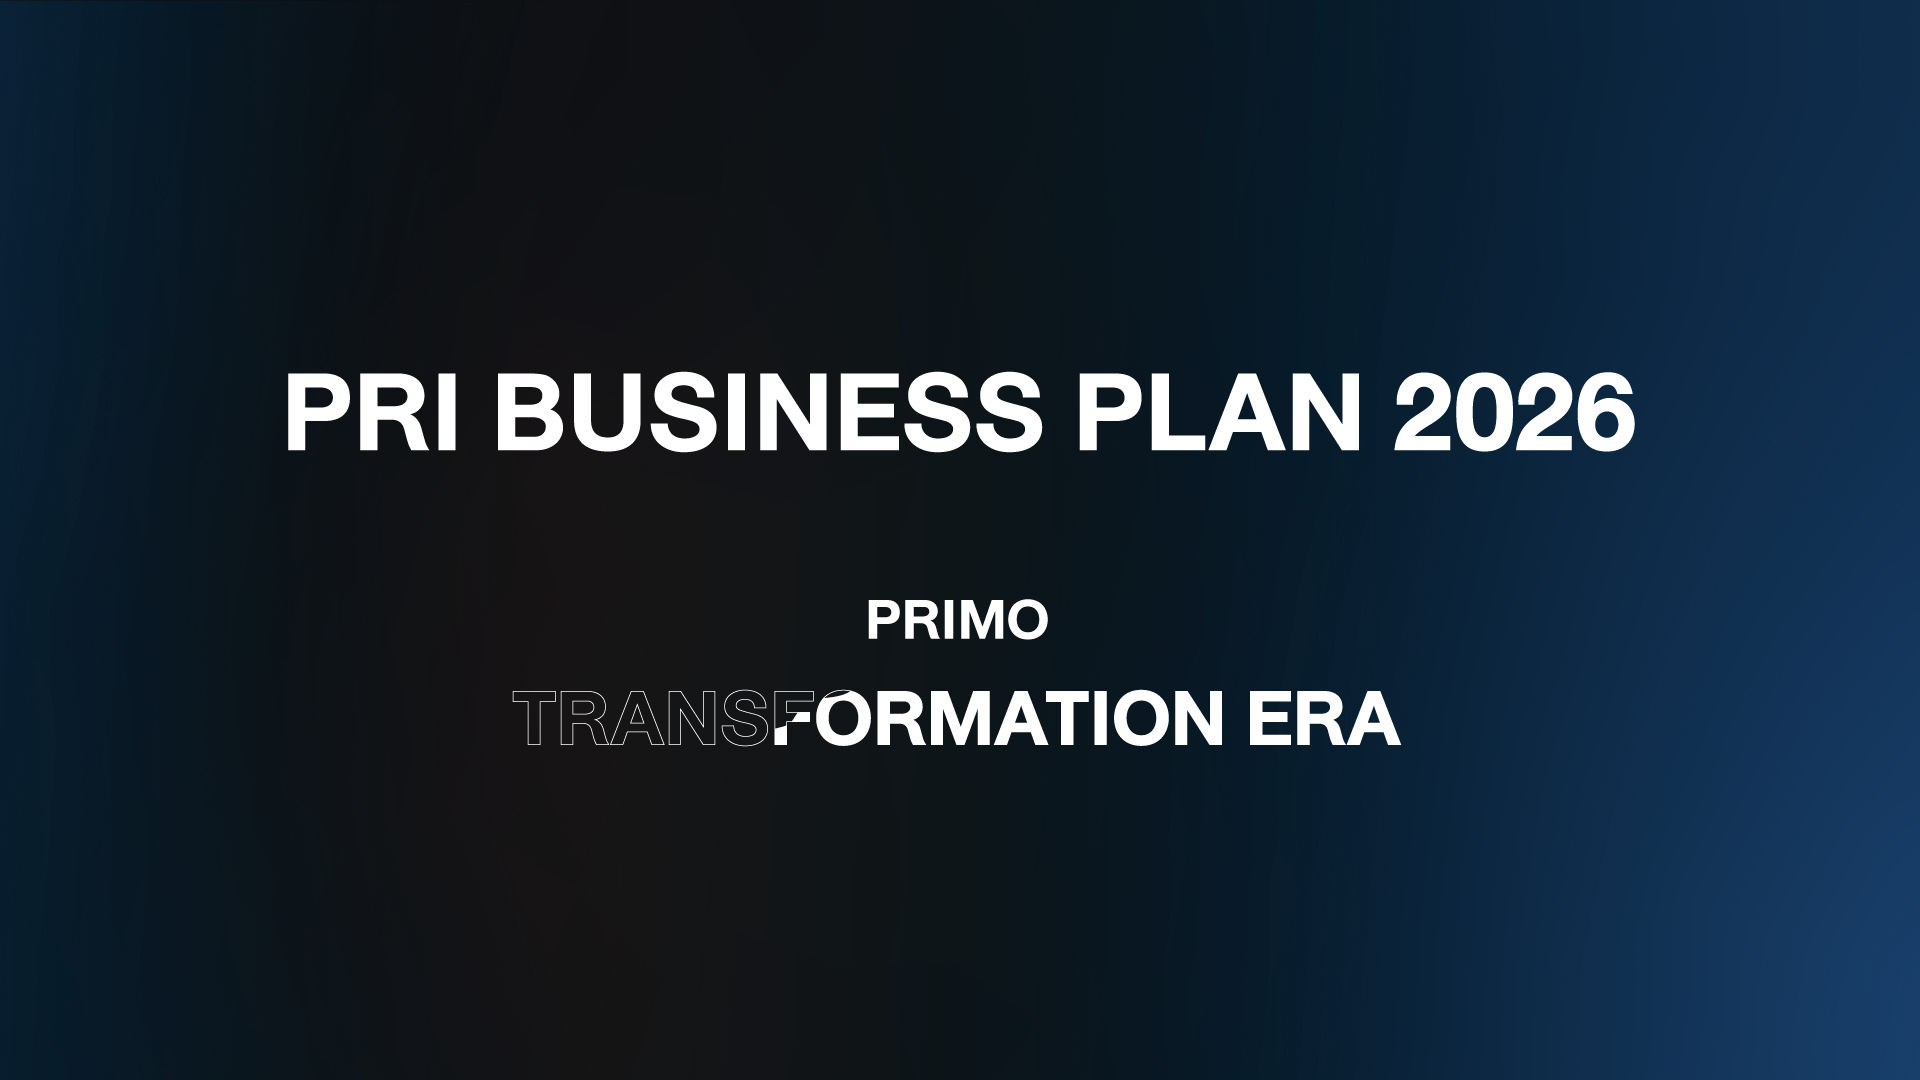 PRI BUSINESS PLAN 2026
PRIMO
TRANSFORMATION ERA